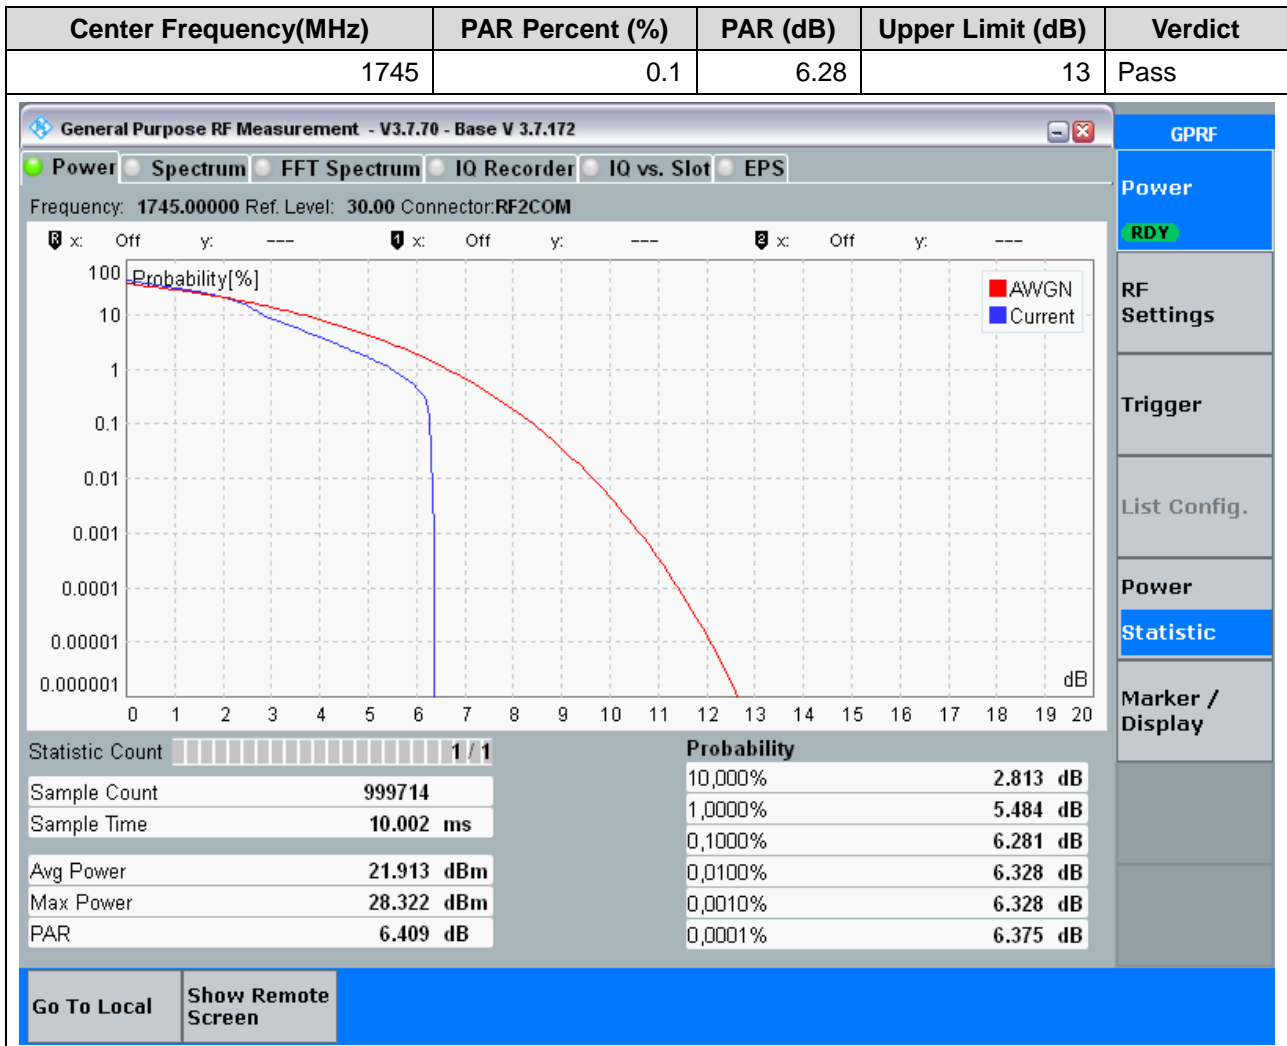 Center Frequency(MHz) PAR Percent (%) PAR (dB) Upper Limit (dB) Verdict
1745 0.1 6.28 13 Pass
General Purpose RF Measurement - V3.7.70 - Base V 3.7.172
GPRF
Power Spectrum FFT Spectrum IQ Recorder IQ vs. Slot EPS
Power
RDY
Frequency: 1745.00000 Ref. Level: 30.00 Connector:RF2COM
R x: Off y: --- 1 x: Off y: --- 2 x: Off y: ---
Probability[%]
AWGN
Current
100
10
1
0.1
0.01
0.001
0.0001
0.00001
0.000001
dB
0 1 2 3 4 5 6 7 8 9 10 11 12 13 14 15 16 17 18 19 20
RF
Settings
Trigger
List Config.
Power
Statistic
Marker /
Display
Statistic Count 1 / 1
Sample Count 999714
Sample Time 10.002 ms
Avg Power 21.913 dBm
Max Power 28.322 dBm
PAR 6.409 dB
Probability
10,000% 2.813 dB
1,0000% 5.484 dB
0,1000% 6.281 dB
0,0100% 6.328 dB
0,0010% 6.328 dB
0,0001% 6.375 dB
Go To Local
Show Remote
Screen